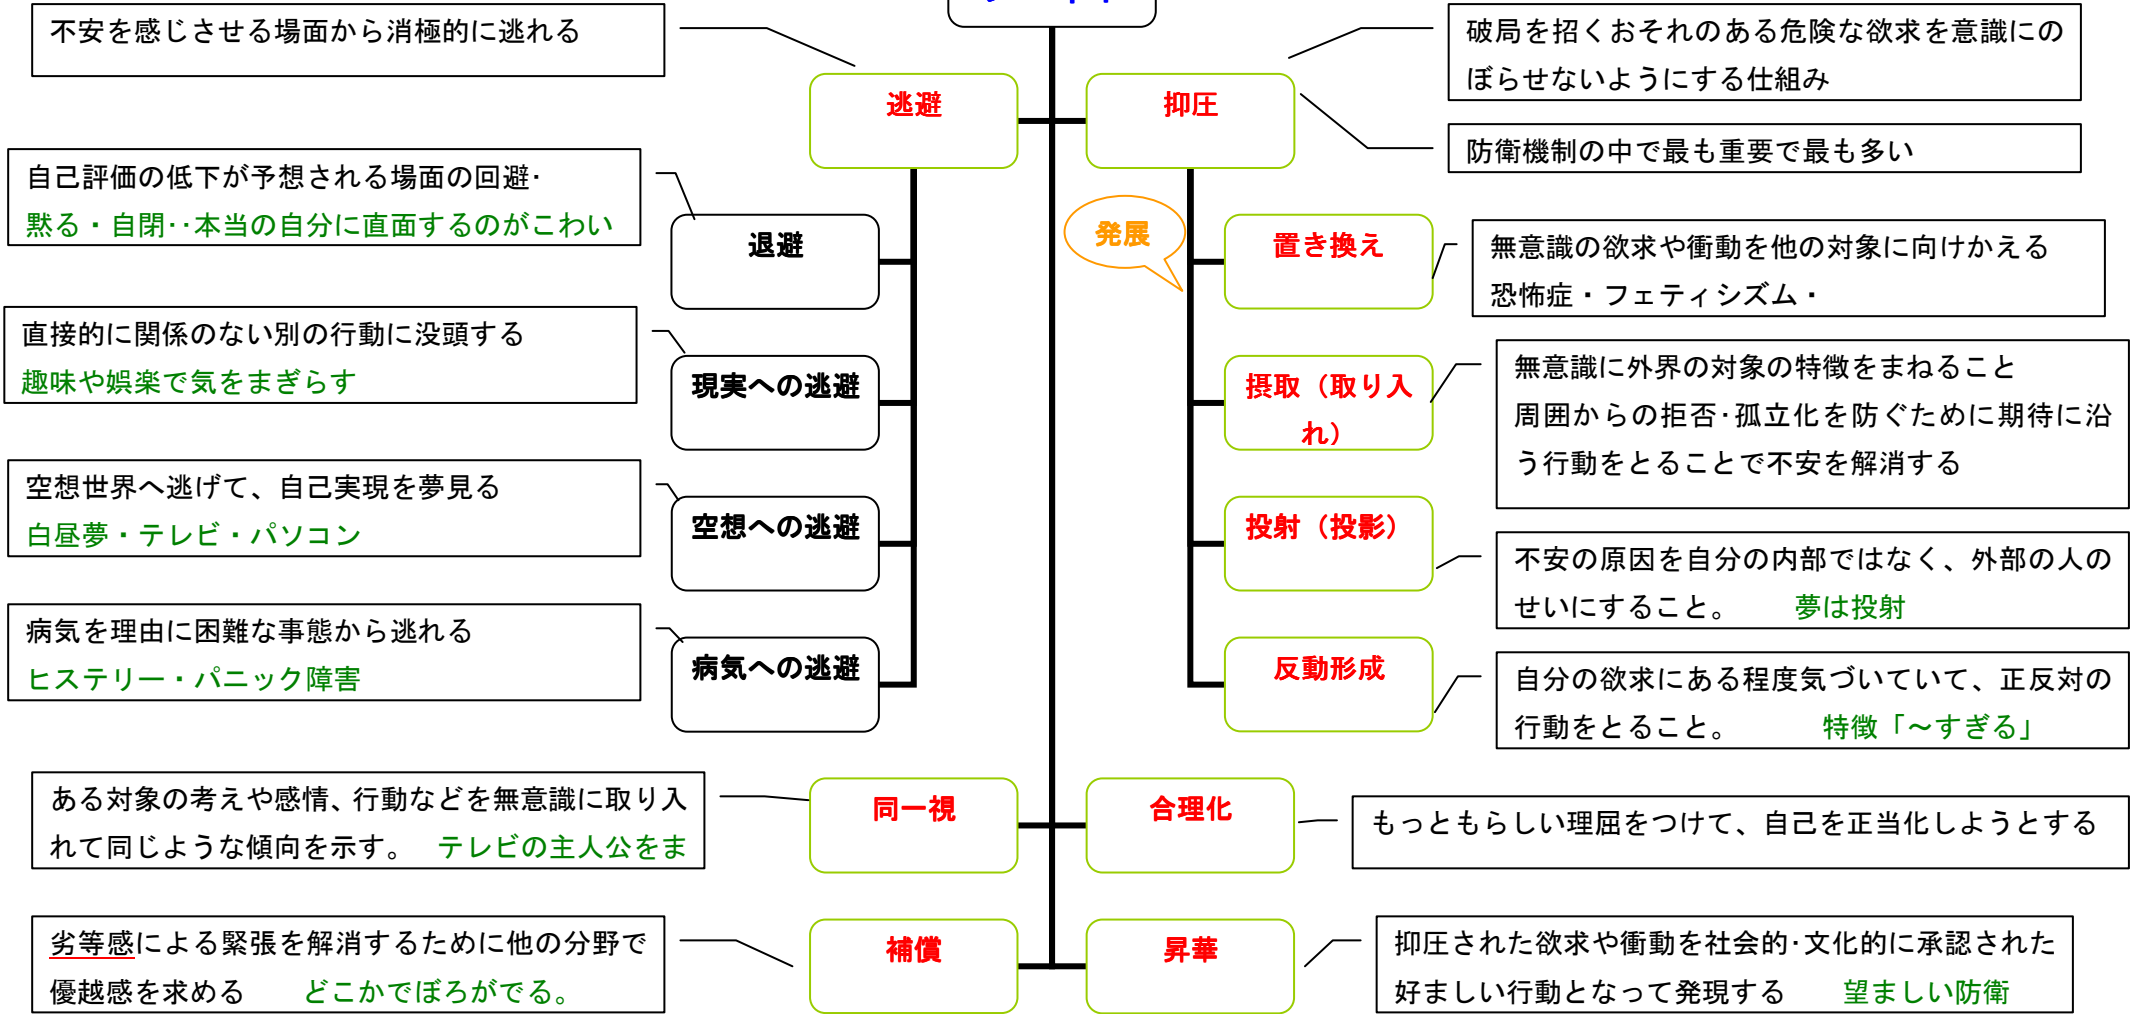 不安を感じさせる場面から消極的に逃れる
破局を招くおそれのある危険な欲求を意識にの
ぼらせないようにする仕組み
逃避
抑圧
防衛機制の中で最も重要で最も多い
自己評価の低下が予想される場面の回避･
黙る・自閉‥本当の自分に直面するのがこわい
退避
発展
置き換え
無意識の欲求や衝動を他の対象に向けかえる
恐怖症・フェティシズム・
直接的に関係のない別の行動に没頭する
趣味や娯楽で気をまぎらす
現実への逃避
摂取（取り入
れ）
無意識に外界の対象の特徴をまねること
周囲からの拒否･孤立化を防ぐために期待に沿
う行動をとることで不安を解消する
空想世界へ逃げて、自己実現を夢見る
白昼夢・テレビ・パソコン
空想への逃避
投射（投影）
不安の原因を自分の内部ではなく、外部の人の
せいにすること。　　夢は投射
病気を理由に困難な事態から逃れる
ヒステリー・パニック障害
病気への逃避
反動形成
自分の欲求にある程度気づいていて、正反対の
行動をとること。　　　特徴「～すぎる」
ある対象の考えや感情、行動などを無意識に取り入
れて同じような傾向を示す。　テレビの主人公をま
同一視
合理化
もっともらしい理屈をつけて、自己を正当化しようとする
劣等感による緊張を解消するために他の分野で
優越感を求める　　どこかでぼろがでる。
補償
昇華
抑圧された欲求や衝動を社会的･文化的に承認された
好ましい行動となって発現する　　望ましい防衛